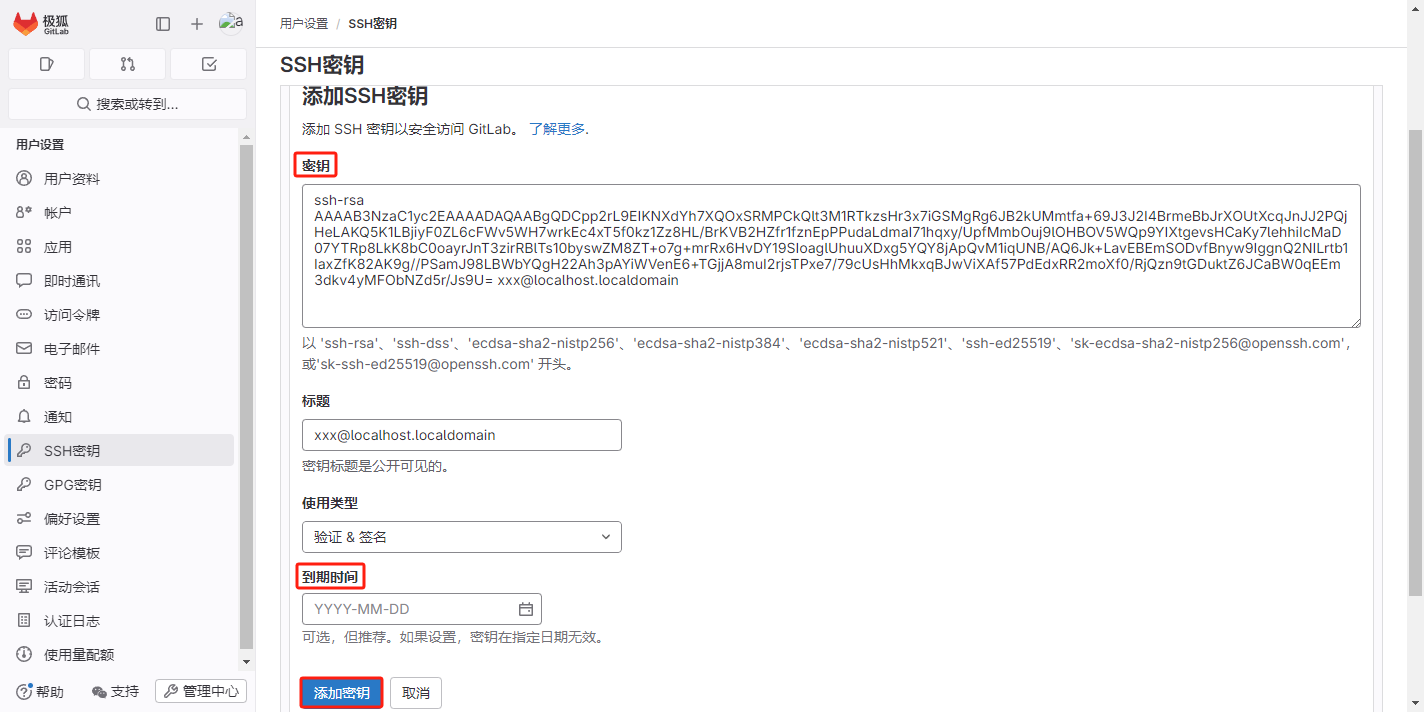 极狐
GitLab
搜索或转到...
用户设置
用户资料
帐户
应用
即时通讯
访问令牌
电子邮件
密码
通知
SSH密钥
GPG密钥
偏好设置
评论模板
活动会话
认证日志
使用量配额
帮助
支持
管理中心
用户设置 / SSH密钥
SSH密钥
添加SSH密钥
添加 SSH 密钥以安全访问 GitLab。 了解更多.
密钥
ssh-rsa
AAAAB3NzaC1yc2EAAAADAQABgQDCpp2rL9EIKNXdYh7XQOxSRMPCkQlt3M1RTkzsHr3x7iGSMgRg6JB2kUMmtfa+69J3J2I4BrmeBbJrXOUtXcqJnJJ2PQj
HeLAKQ5K1LBjiyF0ZL6cFWv5WH7wrkEc4xT5f0kz1Zz8HL/BrKVB2HZfr1fznEpPPudaLdmaI71hqxy/UpfMmbOuj9lOHBOV5WQp9YIXtgevsHCaKy7lehhiIcMaD
07YTRp8LkK8bC0oayrJnT3zirRBlTs10byswZM8ZT+o7g+mrRx6HvDY19SIoaglUhuuXDxg5YQY8jApQvM1iqUNB/AQ6Jk+LavEBEmSODvfBnyw9IggnQ2NILrtb1
IaxZfK82AK9g//PSamJ98LBWbYQgH22Ah3pAYiWVenE6+TGjjA8muI2rjsTPxe7/79cUsHhMkxqBJwViXAf57PdEdxRR2moXf0/RjQzn9tGDuktZ6JCaBW0qEEm
3dkv4yMFObNZd5r/Js9U= xxx@localhost.localdomain
以 'ssh-rsa'、'ssh-dss'、'ecdsa-sha2-nistp256'、'ecdsa-sha2-nistp384'、'ecdsa-sha2-nistp521'、'ssh-ed25519'、'sk-ecdsa-sha2-nistp256@openssh.com',
或'sk-ssh-ed25519@openssh.com' 开头。
标题
xxx@localhost.localdomain
密钥标题是公开可见的。
使用类型
验证 & 签名
到期时间
YYYY-MM-DD
可选，但推荐。如果设置，密钥在指定日期无效。
添加密钥
取消